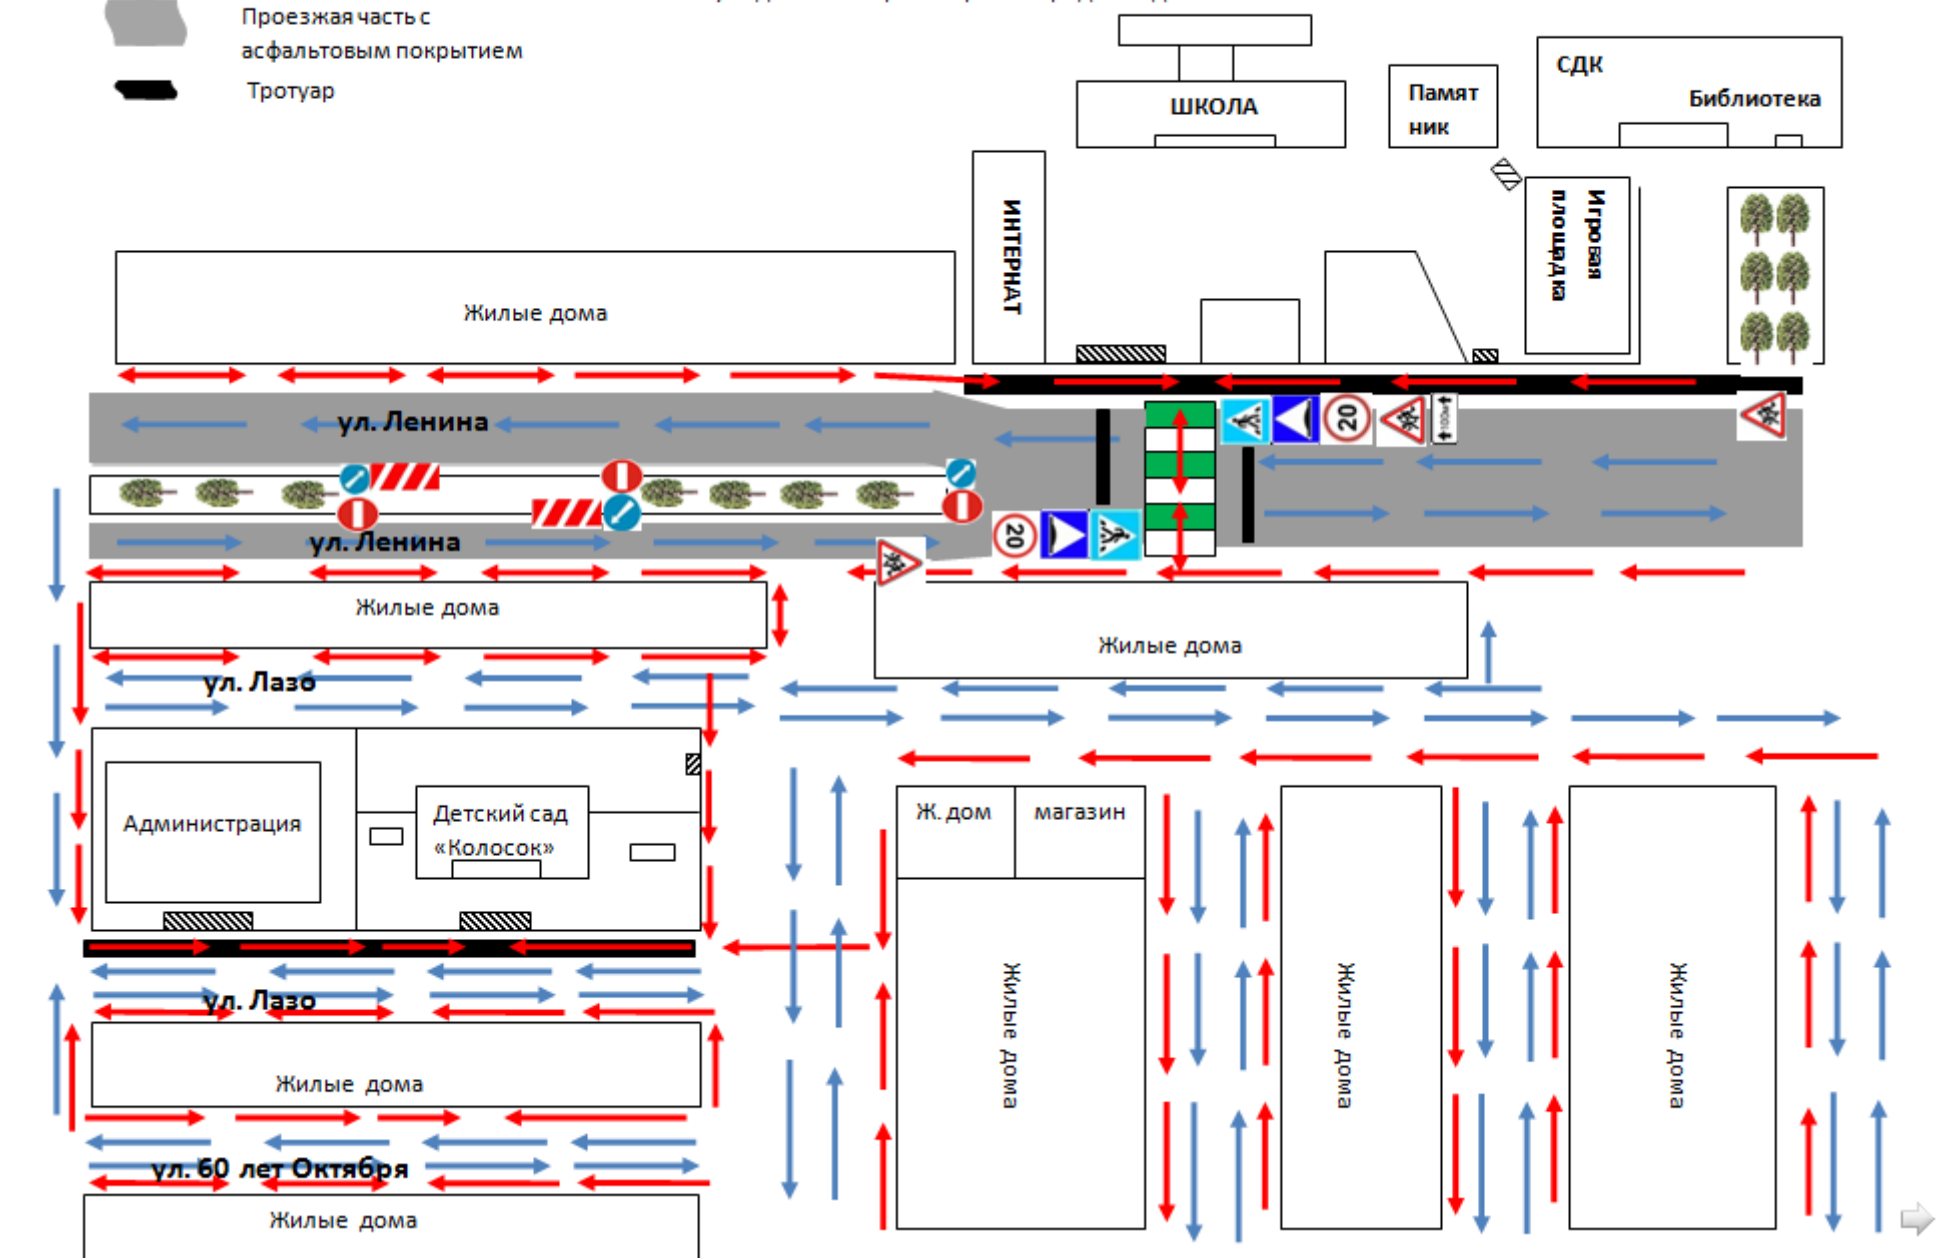 Проезжая часть с
асфальтовым покрытием
Тротуар
СДК
Библиотека
Памят
ник
ШКОЛА
ИНТЕРНАТ
Игровая
площадка
Жилые дома
ул. Ленина
20
100м
ул. Ленина
20
Жилые дома
Жилые дома
ул. Лазо
Администрация
Детский сад
«Колосок»
Ж. дом
магазин
Жилые дома
Жилые дома
Жилые дома
ул. Лазо
Жилые дома
ул. 60 лет Октября
Жилые дома